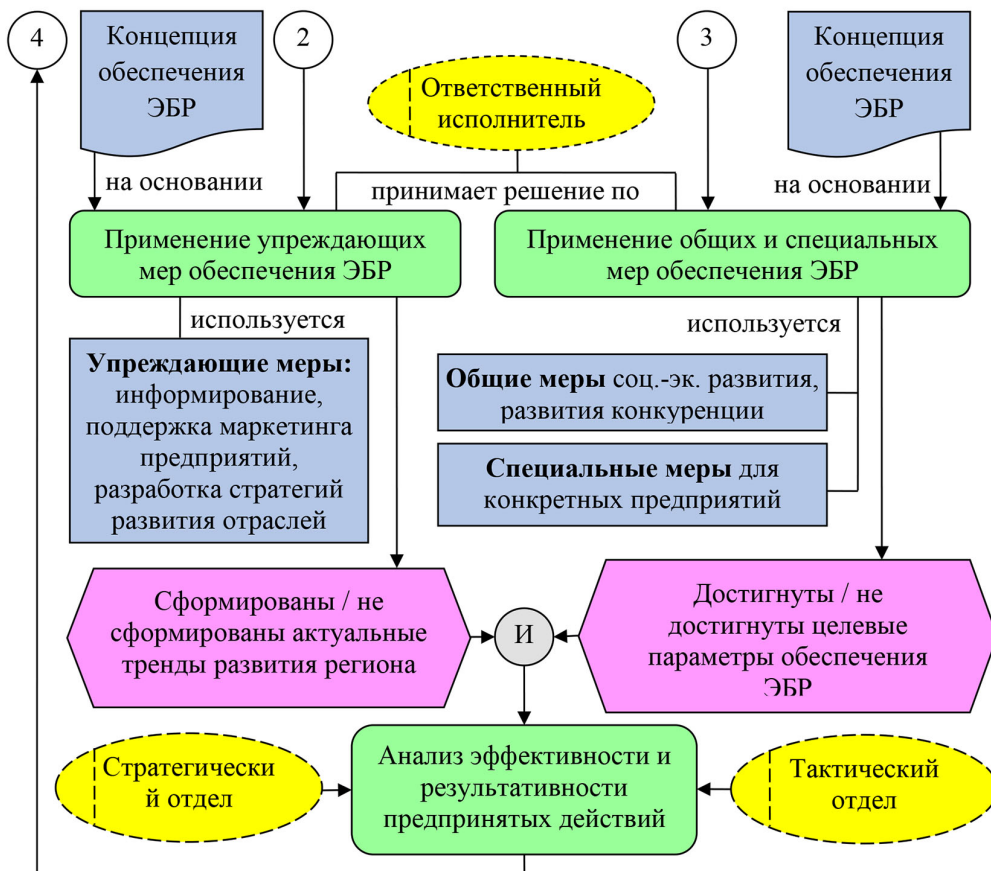 4
Концепция
обеспечения
ЭБР
2
Ответственный
исполнитель
3
Концепция
обеспечения
ЭБР
на основании
принимает решение по
на основании
Применение упреждающих
мер обеспечения ЭБР
Применение общих и специальных
мер обеспечения ЭБР
используется
используется
Упреждающие меры:
информирование,
поддержка маркетинга
предприятий,
разработка стратегий
развития отраслей
Общие меры соц.-эк. развития,
развития конкуренции
Специальные меры для
конкретных предприятий
Сформированы / не
сформированы актуальные
тренды развития региона
И
Достигнуты / не
достигнуты целевые
параметры обеспечения
ЭБР
Стратегически
й отдел
Анализ эффективности и
результативности
предпринятых действий
Тактический
отдел